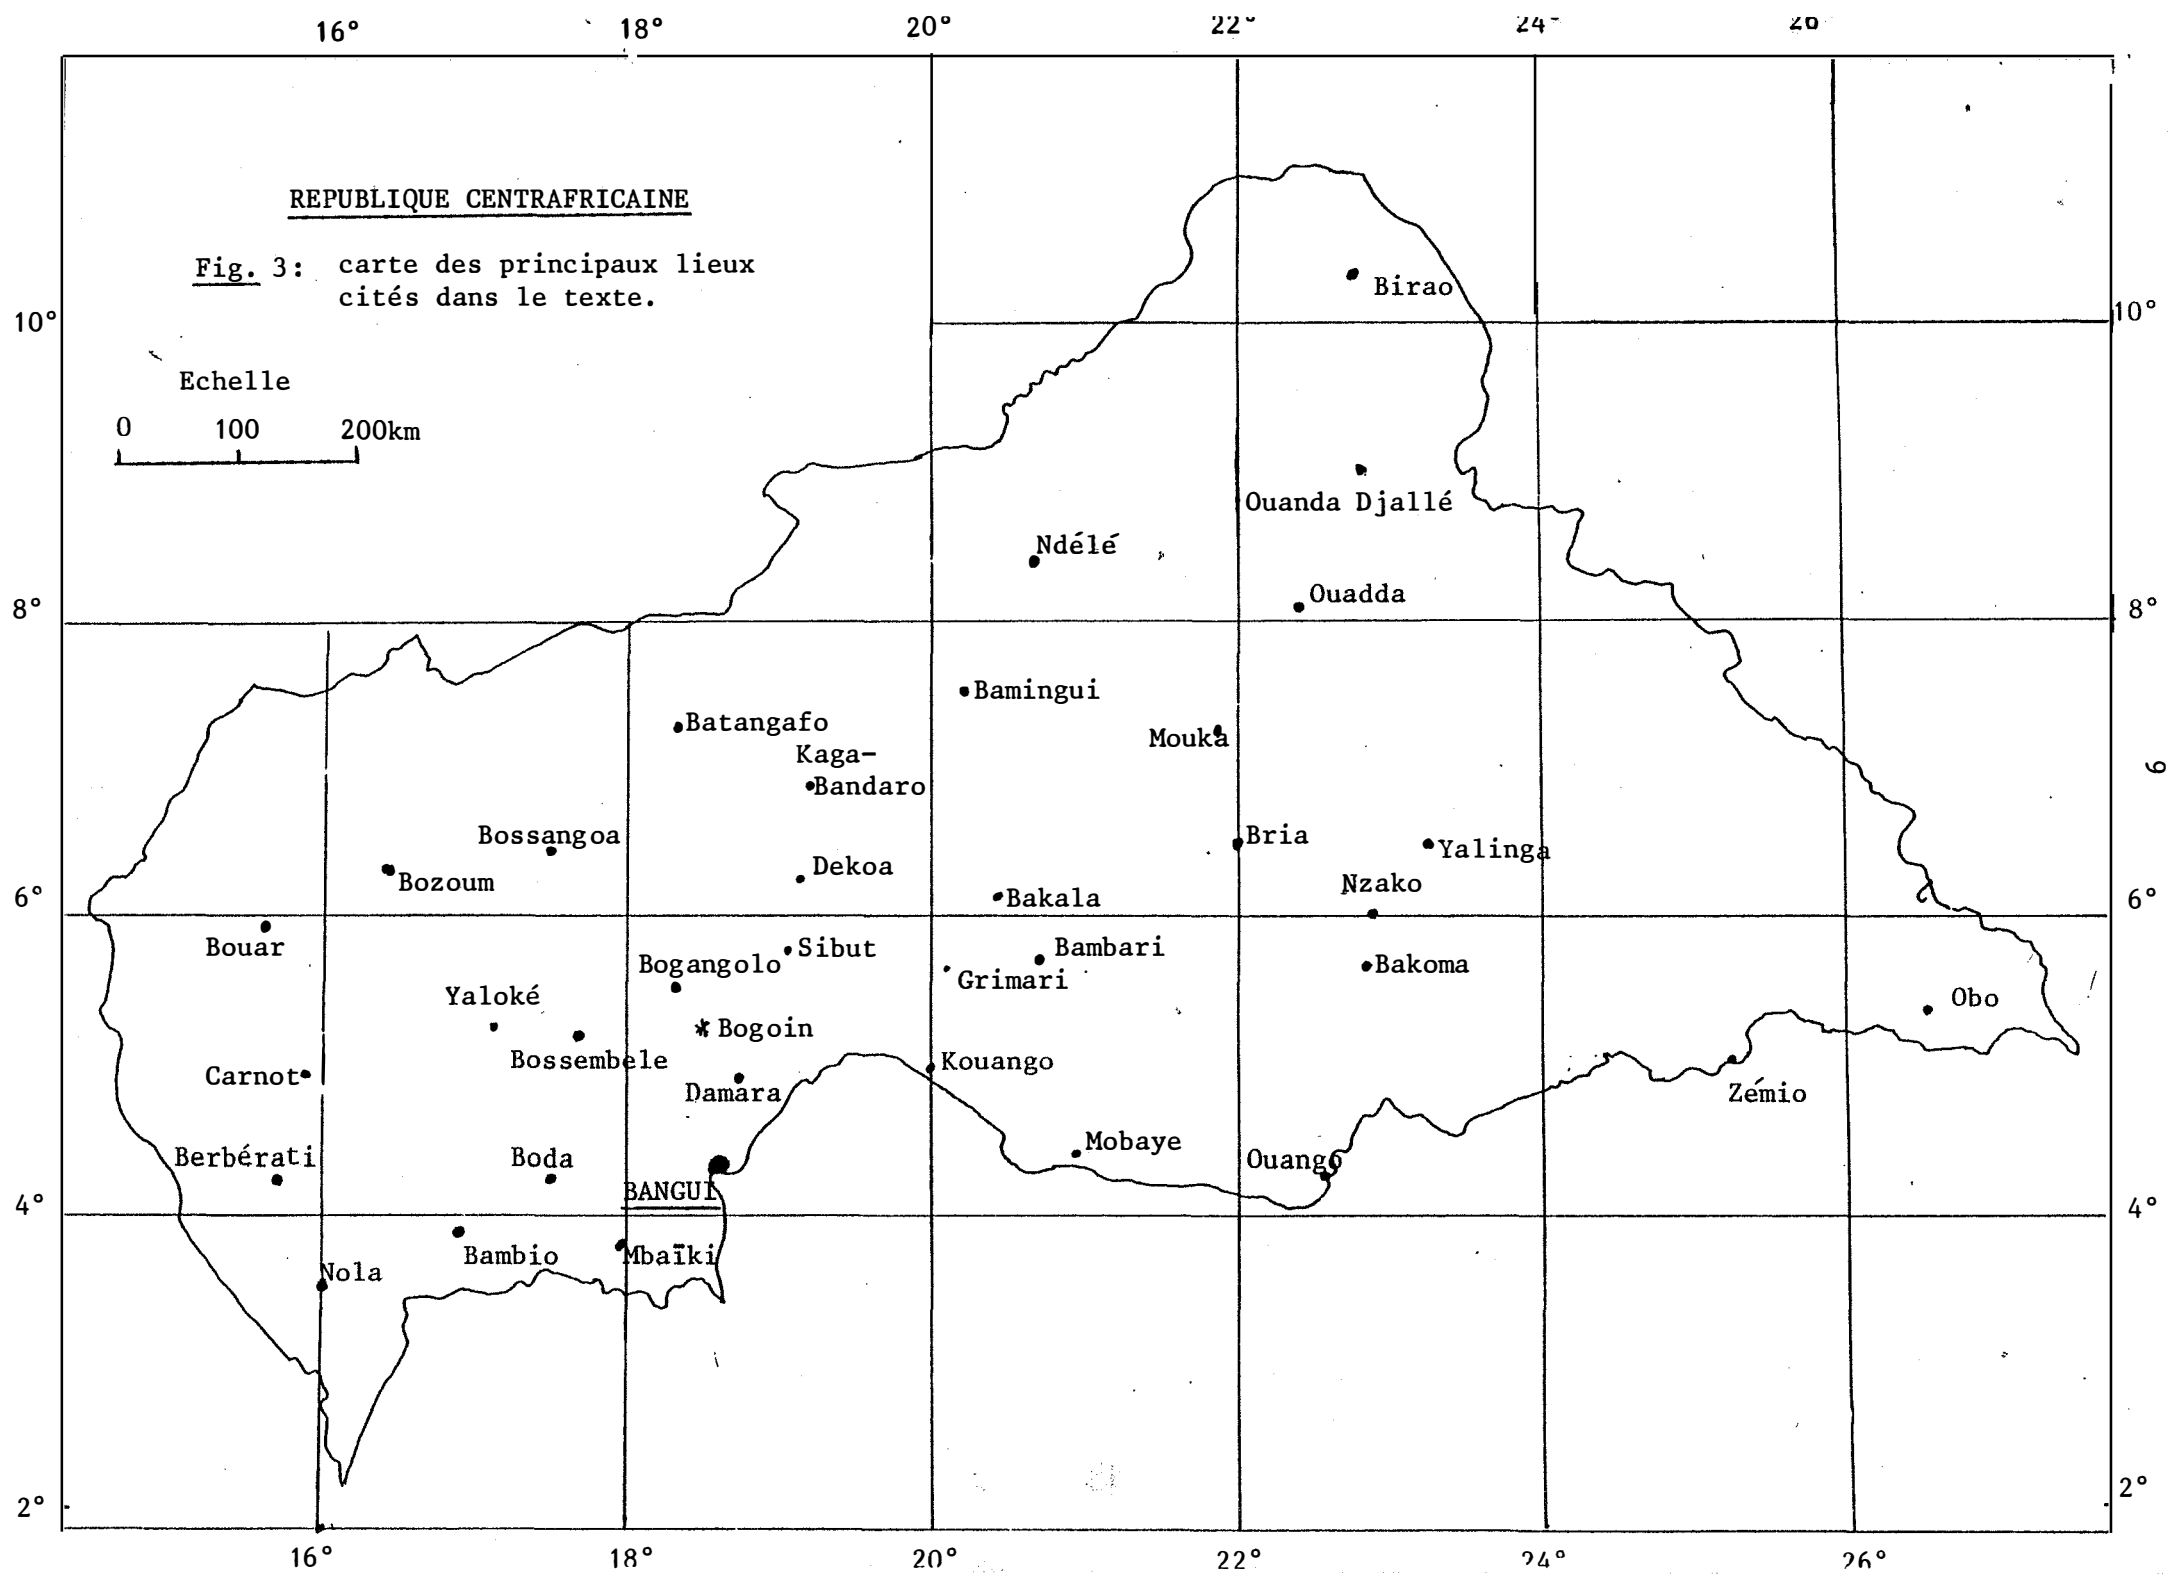 16° 18° 20° 22° 24° 26°
REPUBLIQUE CENTRAFRICAINE
Fig. 3: carte des principaux lieux
cités dans le texte.
Birao
10° 10°
Echelle
0 100 200km
Ouanda Djallé
Ndélé
Ouadda
8° 8°
Bamingui
Batangafo
Mouka
Kaga-
Bandaro
9
Bossangoa
Bria
Yalinga
Dekoa
Bozoum
Nzako
Bakala
6° 6°
Bouar
Sibut
Bambari
Bogangolo
Bakoma
Grimari
Yaloké
Obo
Bogoin
Bossembele
Kouango
Carnot
Damara
Zémio
Mobaye
Berbérati
Boda
Ouango
BANGUI
4° 4°
Bambio
Mbaïki
Nola
2° 2°
16° 18° 20° 22° 24° 26°